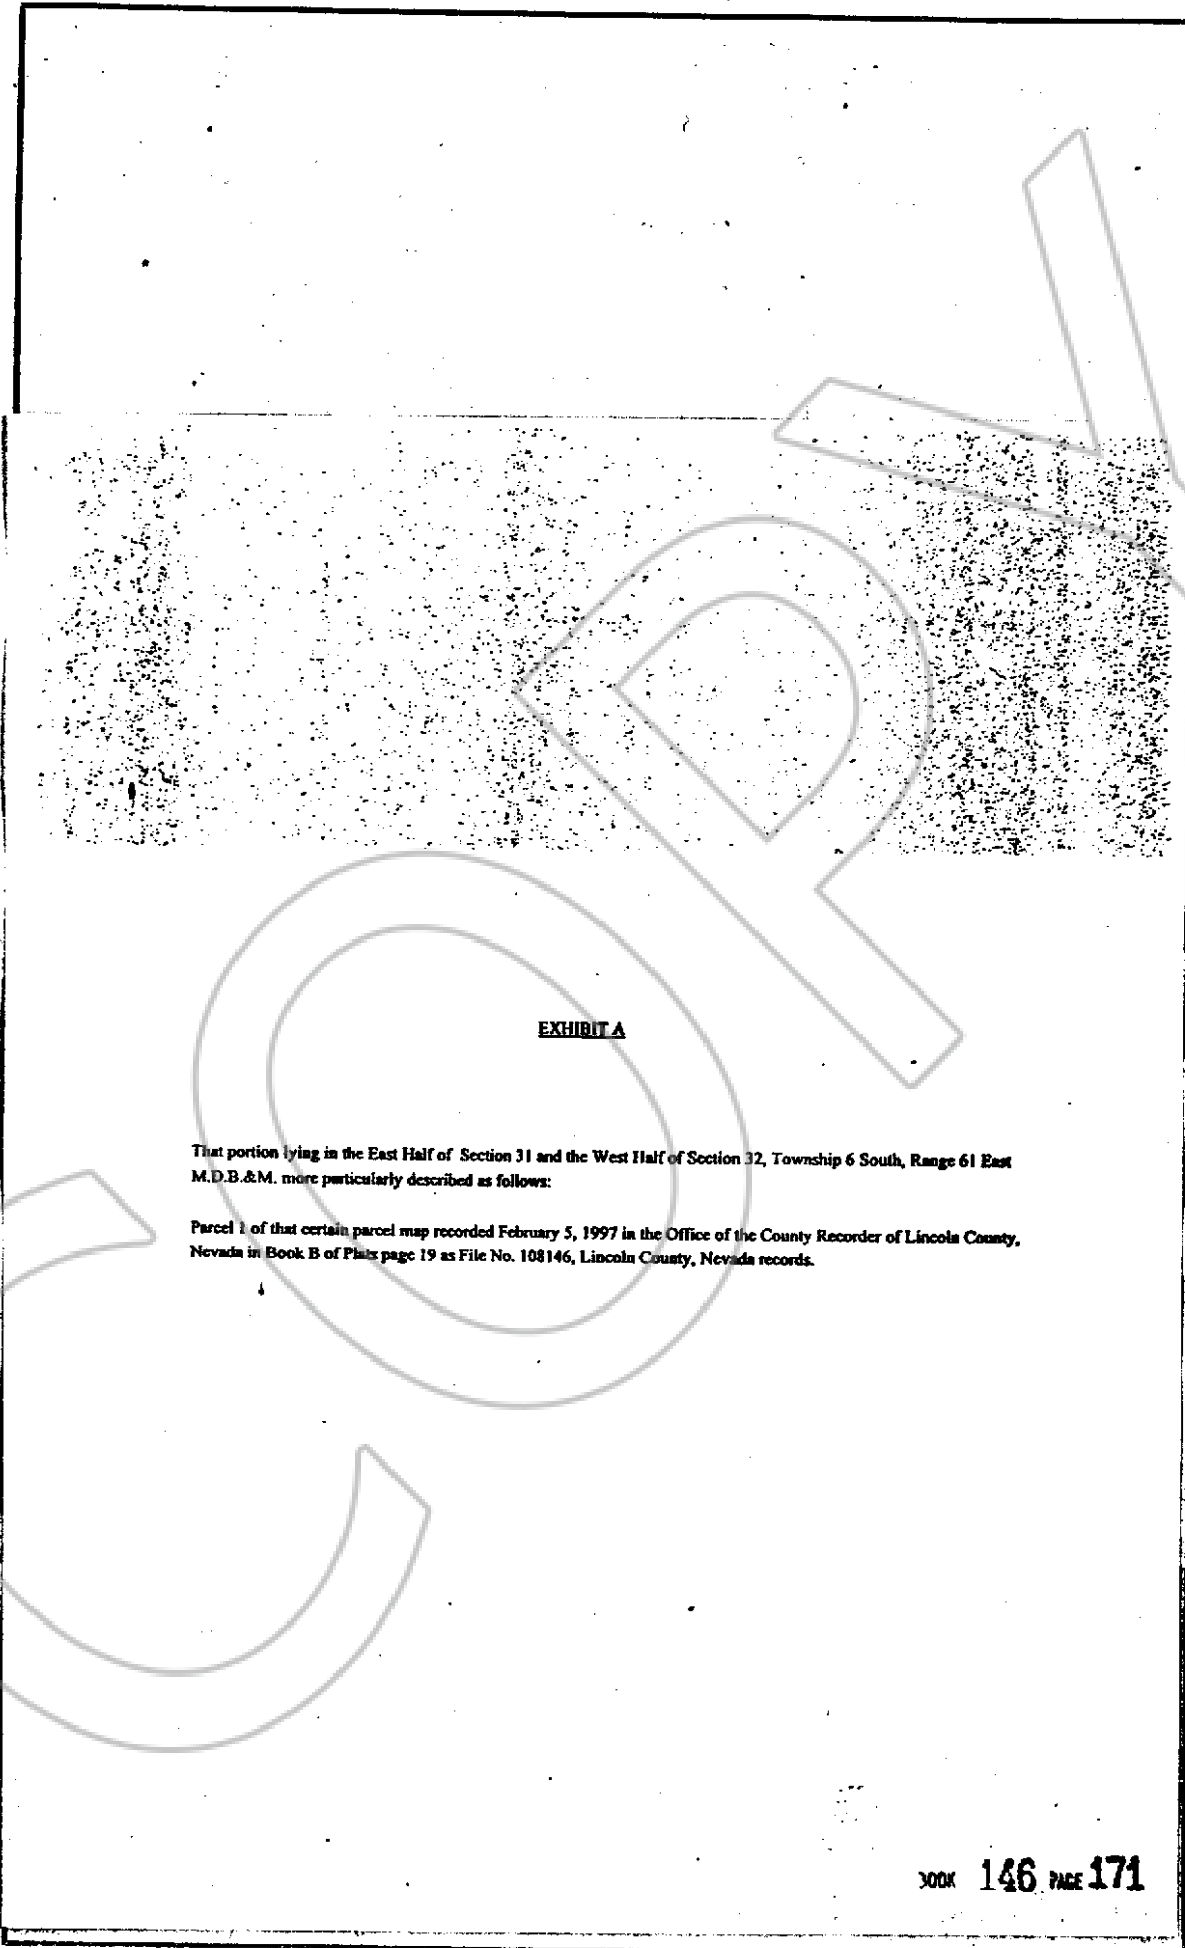 EXHIBIT A
That portion lying in the East Half of Section 31 and the West Half of Section 32, Township 6 South, Range 61 East
M.D.B.&M. more particularly described as follows:
Parcel 1 of that certain parcel map recorded February 5, 1997 in the Office of the County Recorder of Lincoln County,
Nevada in Book B of Plats page 19 as File No. 108146, Lincoln County, Nevada records.
COPY
BOOK 146 PAGE 171